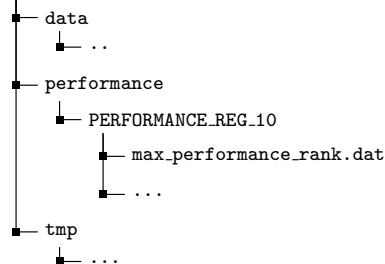 data
..
performance
PERFORMANCE_REG_10
max_performance_rank.dat
...
tmp
...